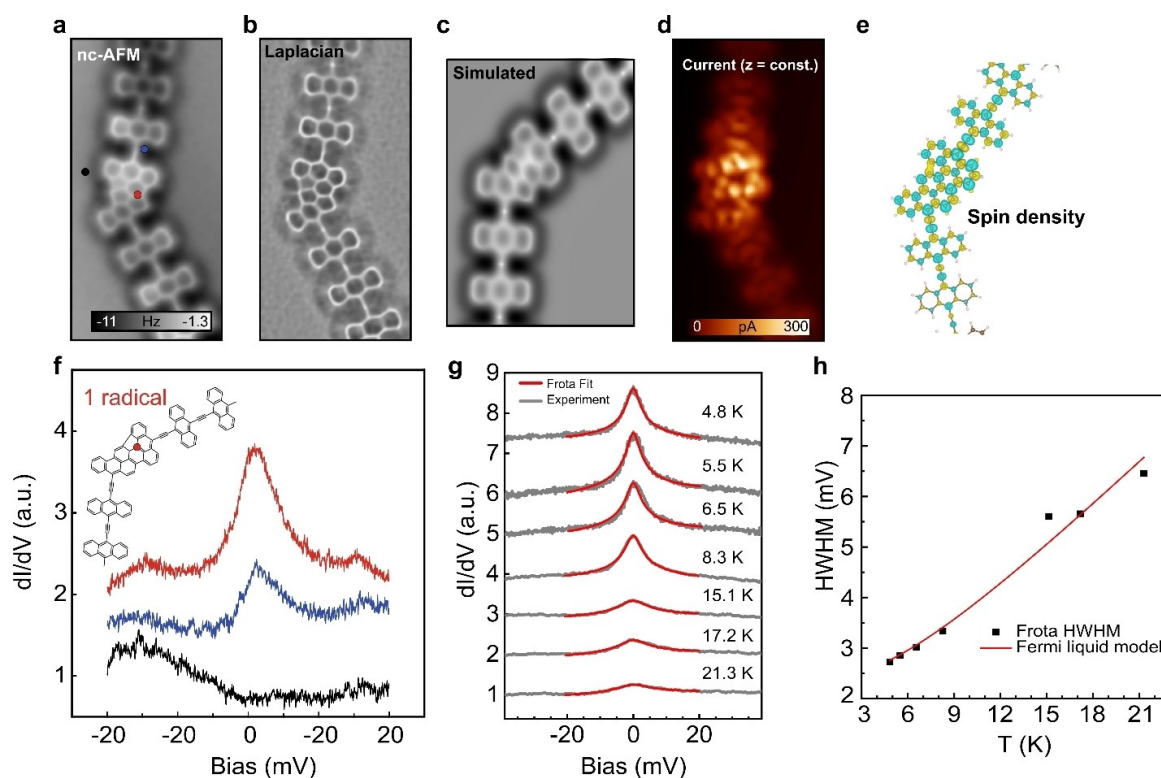 a
nc-AFM
-11 Hz -1.3
b
Laplacian
c
Simulated
d
Current (z = const.)
0 pA 300
e
Spin density
f
1 radical
4
3
2
1
dI/dV (a.u.)
-20 -20 0 20 20
Bias (mV)
g
Frota Fit
Experiment
9
8
7
6
5
4
3
2
1
dI/dV (a.u.)
4.8 K
5.5 K
6.5 K
8.3 K
15.1 K
17.2 K
21.3 K
-20 0 20
Bias (mV)
h
8
7
6
5
4
3
2
HWHM (mV)
Frota HWHM
Fermi liquid model
3 6 9 12 15 18 21
T (K)